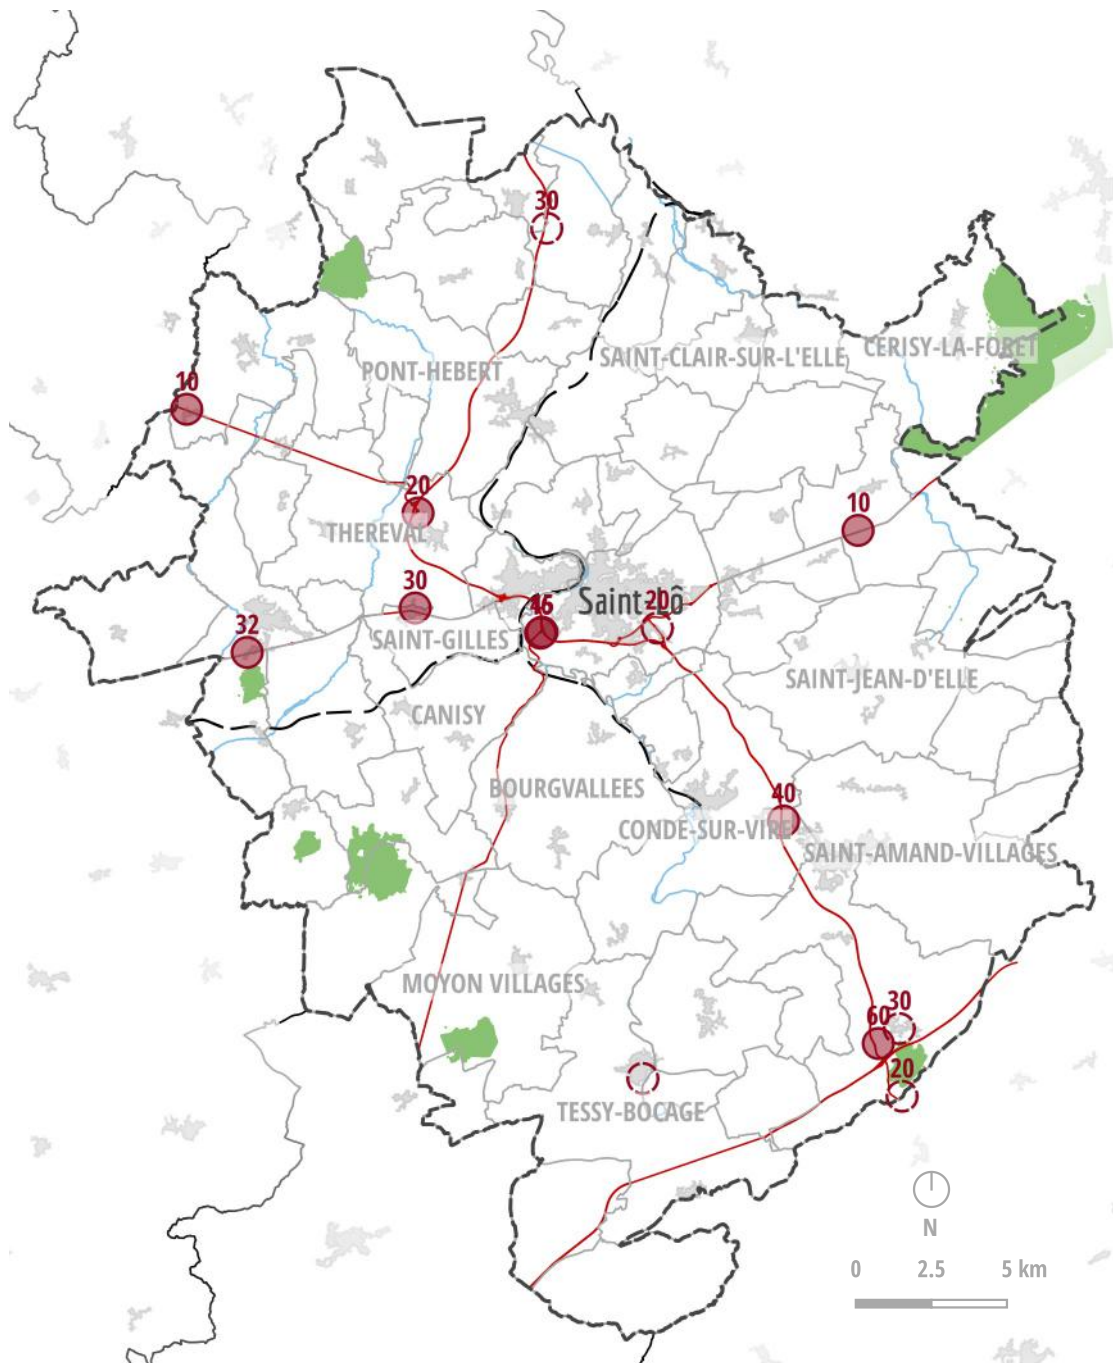 30
PONT-HEBERT
SAINT-CLAIR-SUR-L'ELLE
CERISY-LA-FORET
10
20
THEREVAL
10
30
Saint-Lô
20
32
SAINT-GILLES
SAINT-JEAN-D'ELLE
CANISY
BOURGVALLEES
40
CONDE-SUR-VIRE
SAINT-AMAND-VILLAGES
MOYON VILLAGES
30
60
20
TESSY-BOCAGE
N
0 2.5 5 km